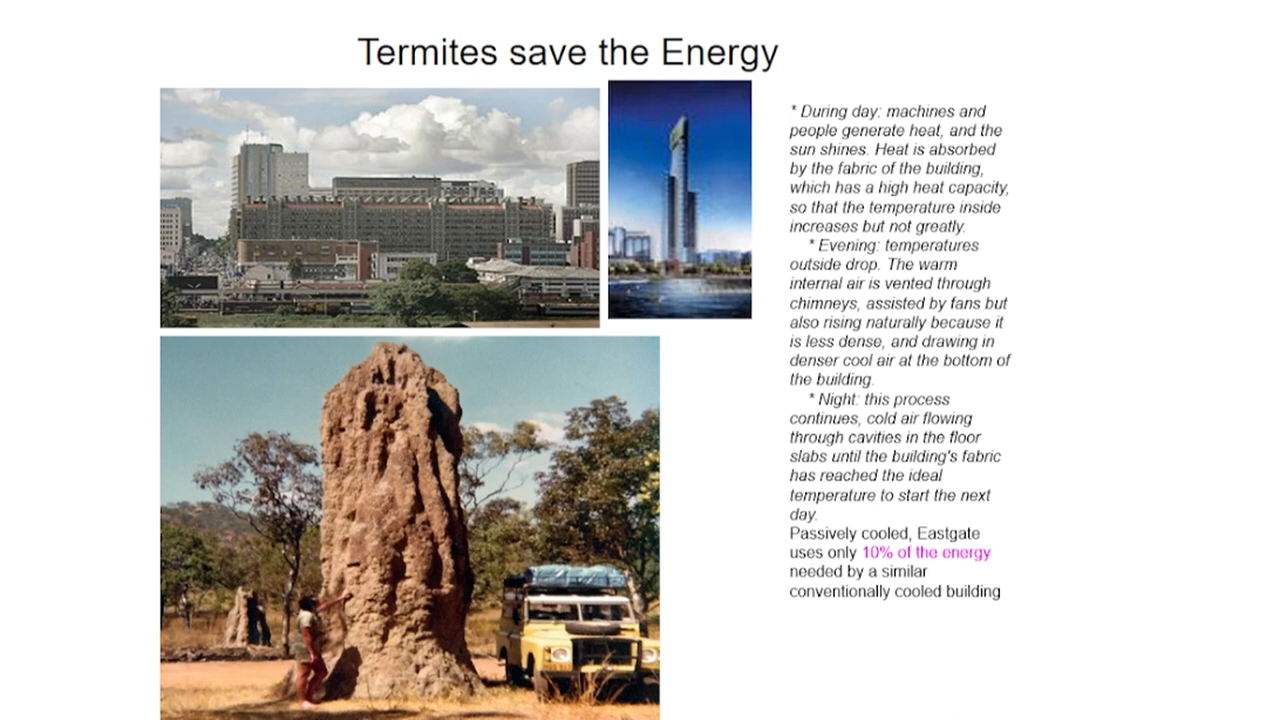 Termites save the Energy
* During day: machines and
people generate heat, and the
sun shines. Heat is absorbed
by the fabric of the building,
which has a high heat capacity,
so that the temperature inside
increases but not greatly.
* Evening: temperatures
outside drop. The warm
internal air is vented through
chimneys, assisted by fans but
also rising naturally because it
is less dense, and drawing in
denser cool air at the bottom of
the building.
* Night: this process
continues, cold air flowing
through cavities in the floor
slabs until the building's fabric
has reached the ideal
temperature to start the next
day.
Passively cooled, Eastgate
uses only 10% of the energy
needed by a similar
conventionally cooled building